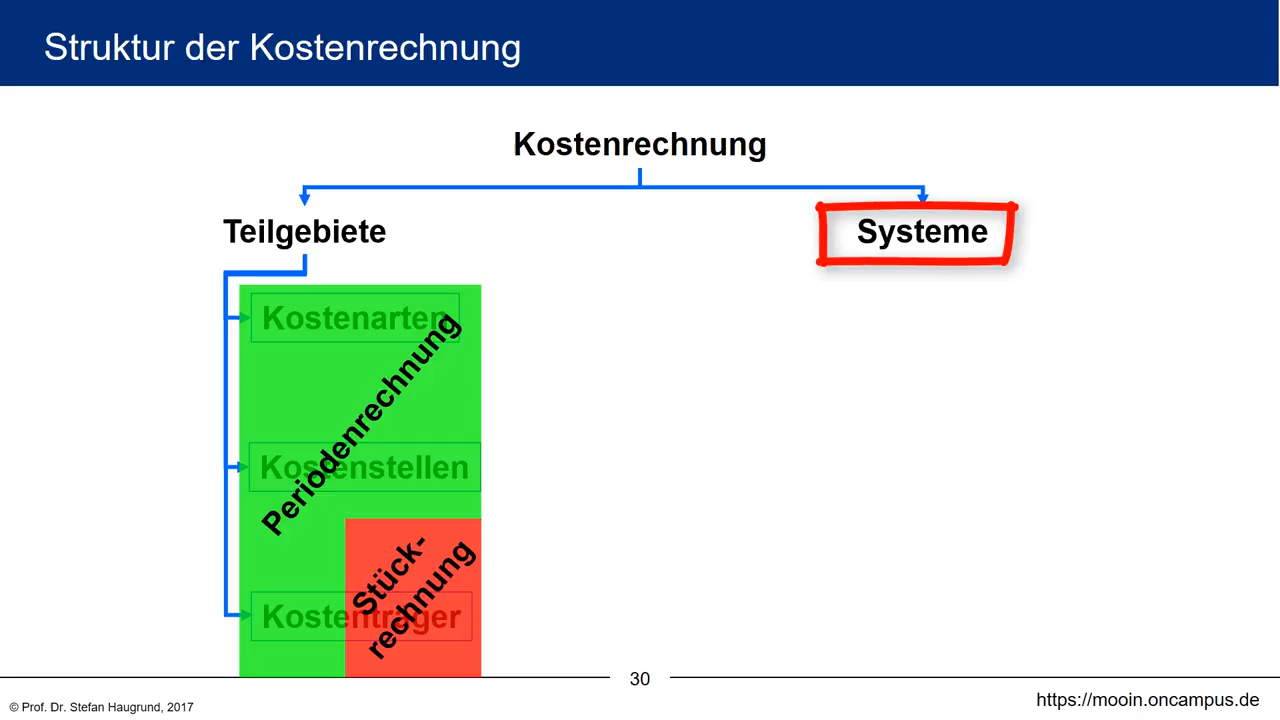 Struktur der Kostenrechnung
Kostenrechnung
Teilgebiete
Systeme
Kostenarten
Periodenrechnung
Kostenstellen
Stück-
rechnung
Kostenträger
30
© Prof. Dr. Stefan Haugrund, 2017
https://mooin.oncampus.de